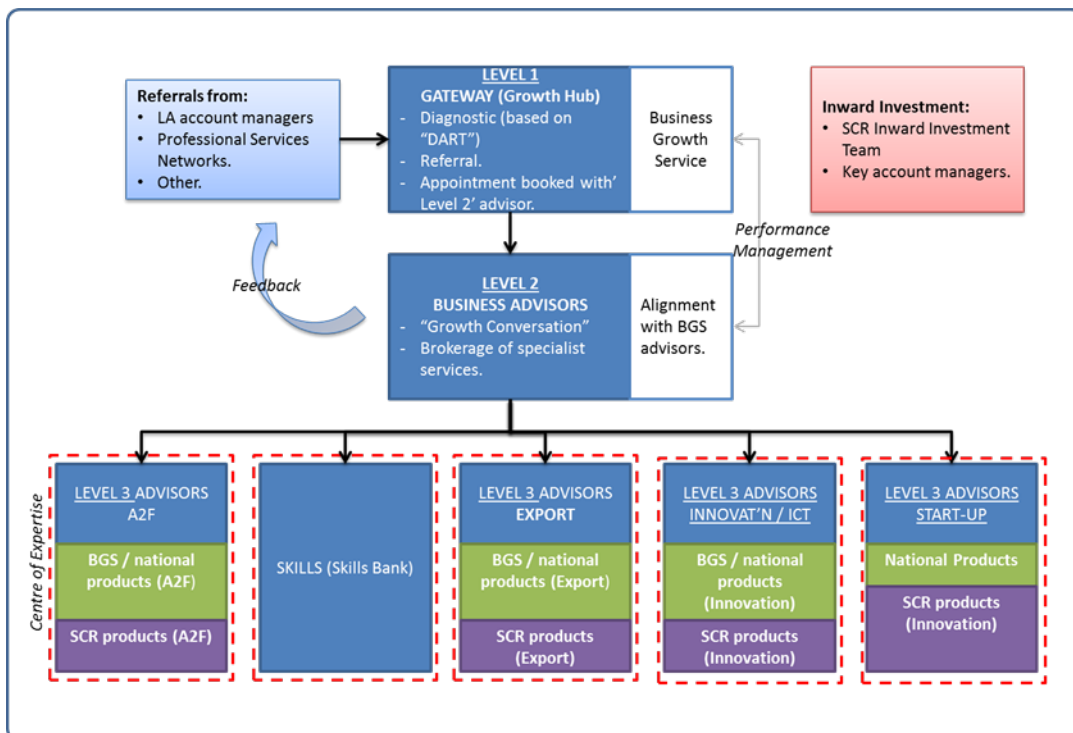 Referrals from:
• LA account managers
• Professional Services
Networks.
• Other.
LEVEL 1
GATEWAY (Growth Hub)
- Diagnostic (based on
“DART”)
- Referral.
- Appointment booked with’
Level 2’ advisor.
Business
Growth
Service
Inward Investment:
• SCR Inward Investment
Team
• Key account managers.
Performance
Management
Feedback
LEVEL 2
BUSINESS ADVISORS
- “Growth Conversation”
- Brokerage of specialist
services.
Alignment
with BGS
advisors.
Centre of Expertise
LEVEL 3 ADVISORS
A2F
BGS / national
products (A2F)
SCR products (A2F)
SKILLS (Skills Bank)
LEVEL 3 ADVISORS
EXPORT
BGS / national
products (Export)
SCR products
(Export)
LEVEL 3 ADVISORS
INNOVAT’N / ICT
BGS / national
products
(Innovation)
SCR products
(Innovation)
LEVEL 3 ADVISORS
START-UP
National Products
SCR products
(Innovation)